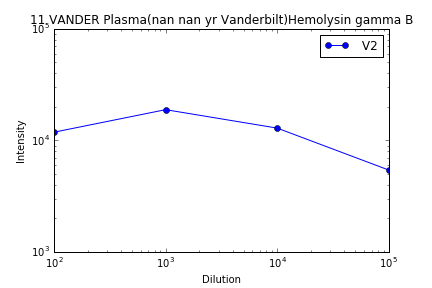 11 VANDER Plasma(nan nan yr Vanderbilt)Hemolysin gamma B
V2
10^5
10^4
10^3
Intensity
10^2
10^3
10^4
10^5
Dilution